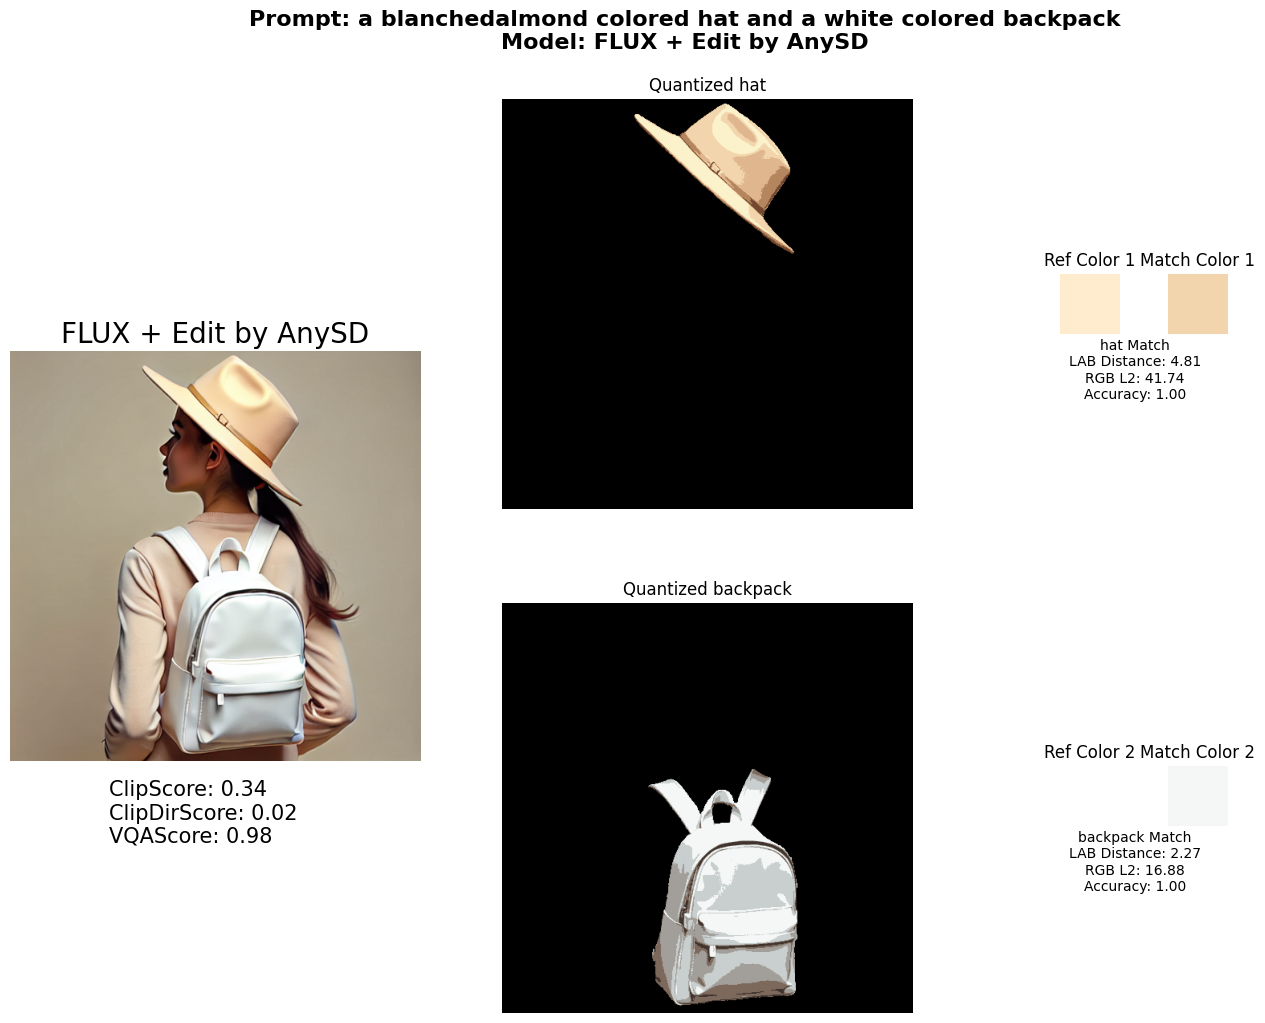 Prompt: a blanchedalmond colored hat and a white colored backpack
Model: FLUX + Edit by AnySD
Quantized hat
Ref Color 1 Match Color 1
hat Match
LAB Distance: 4.81
RGB L2: 41.74
Accuracy: 1.00
FLUX + Edit by AnySD
ClipScore: 0.34
ClipDirScore: 0.02
VQAScore: 0.98
Quantized backpack
Ref Color 2 Match Color 2
backpack Match
LAB Distance: 2.27
RGB L2: 16.88
Accuracy: 1.00